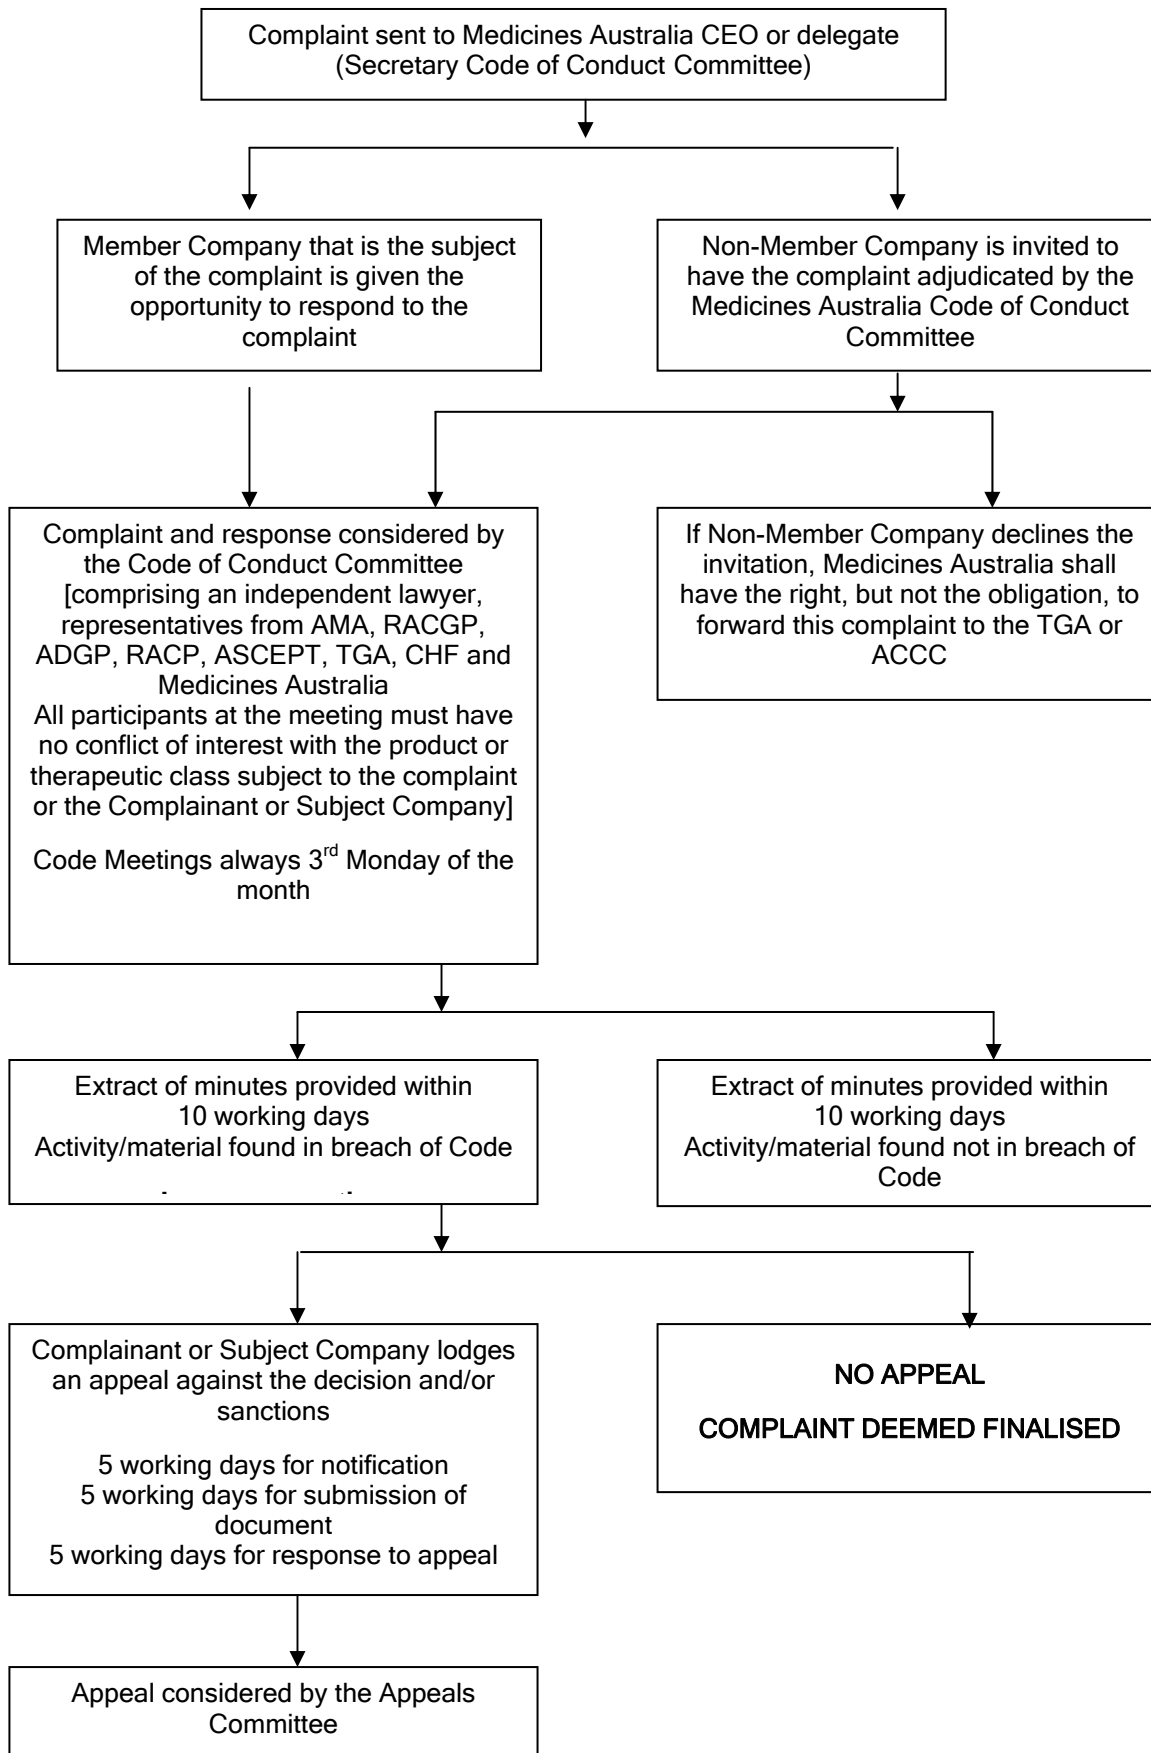 Complaint sent to Medicines Australia CEO or delegate
(Secretary Code of Conduct Committee)
Member Company that is the subject
of the complaint is given the
opportunity to respond to the
complaint
Non-Member Company is invited to
have the complaint adjudicated by the
Medicines Australia Code of Conduct
Committee
Complaint and response considered by
the Code of Conduct Committee
[comprising an independent lawyer,
representatives from AMA, RACGP,
ADGP, RACP, ASCEPT, TGA, CHF and
Medicines Australia
All participants at the meeting must have
no conflict of interest with the product or
therapeutic class subject to the complaint
or the Complainant or Subject Company]
Code Meetings always 3rd Monday of the
month
If Non-Member Company declines the
invitation, Medicines Australia shall
have the right, but not the obligation, to
forward this complaint to the TGA or
ACCC
Extract of minutes provided within
10 working days
Activity/material found in breach of Code
Extract of minutes provided within
10 working days
Activity/material found not in breach of
Code
Complainant or Subject Company lodges
an appeal against the decision and/or
sanctions
5 working days for notification
5 working days for submission of
document
5 working days for response to appeal
NO APPEAL
COMPLAINT DEEMED FINALISED
Appeal considered by the Appeals
Committee